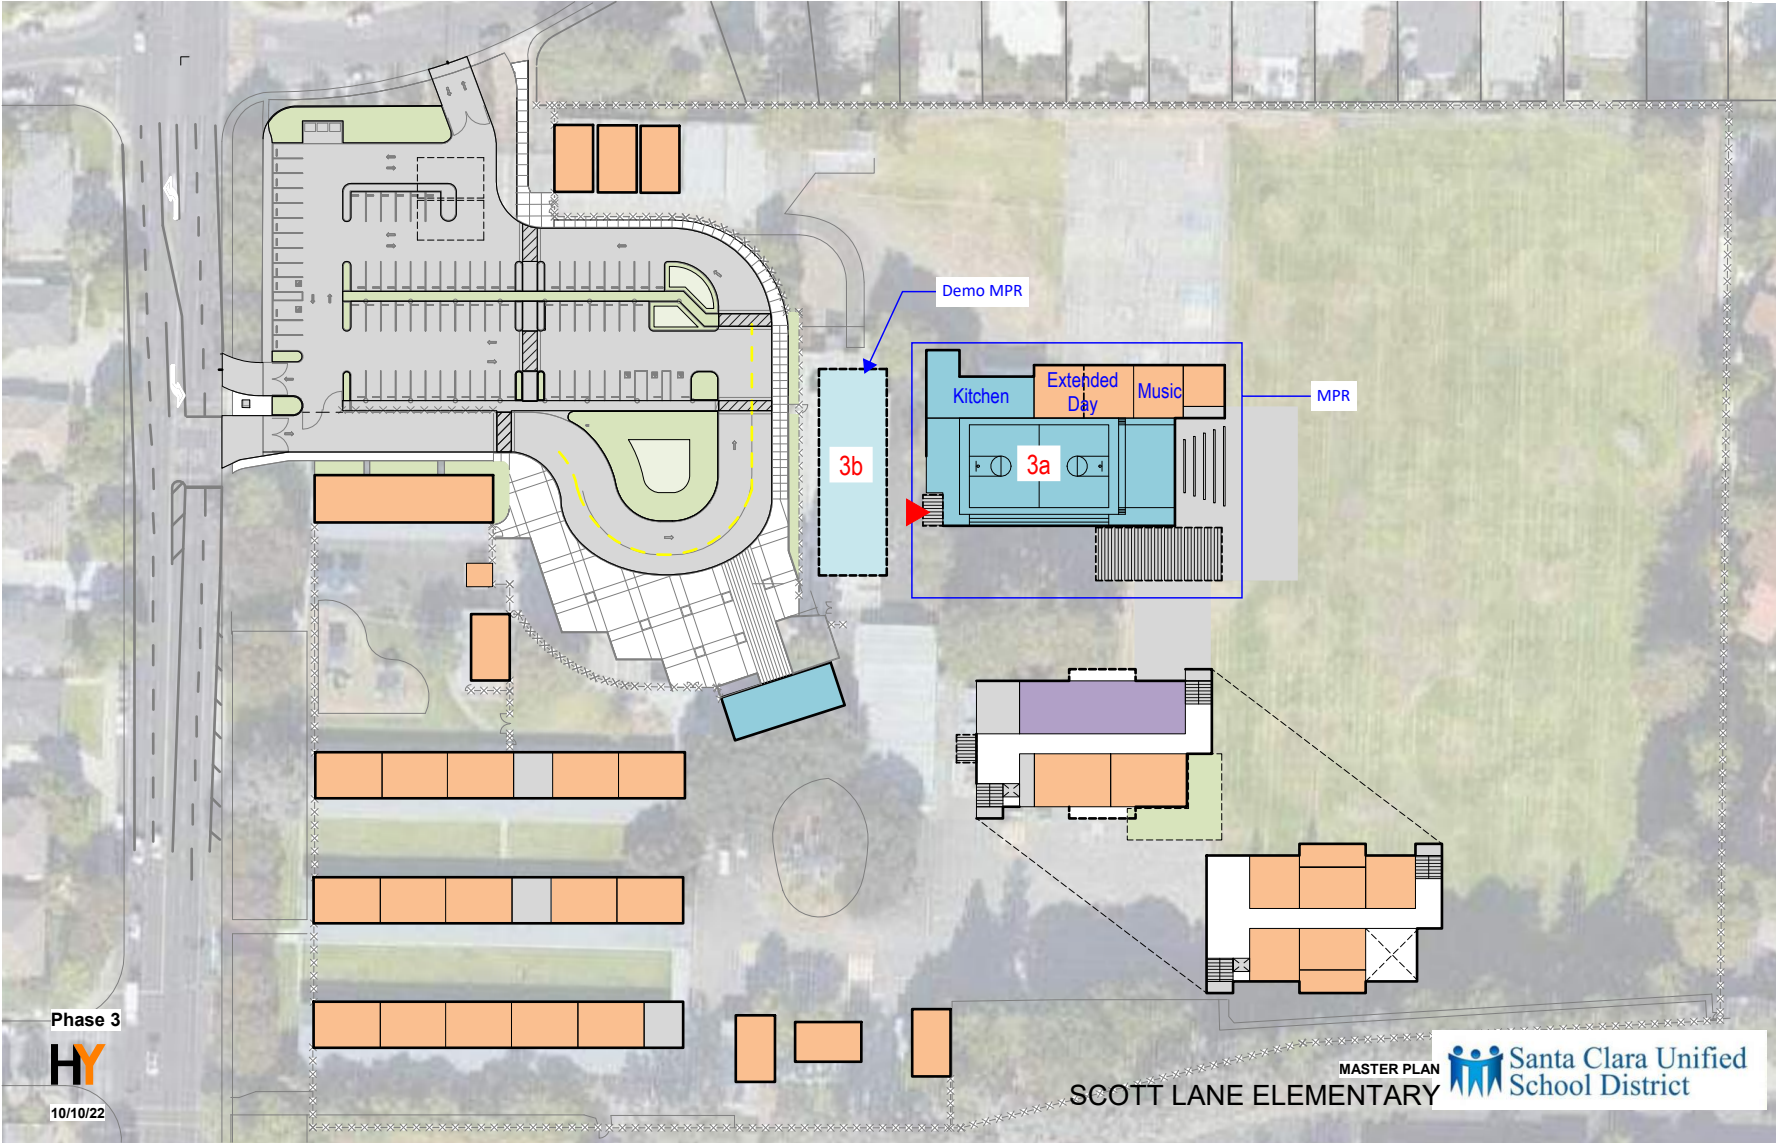 Demo MPR
Kitchen
Extended
Day
Music
MPR
3b
3a
Phase 3
HY
10/10/22
MASTER PLAN
SCOTT LANE ELEMENTARY
Santa Clara Unified
School District